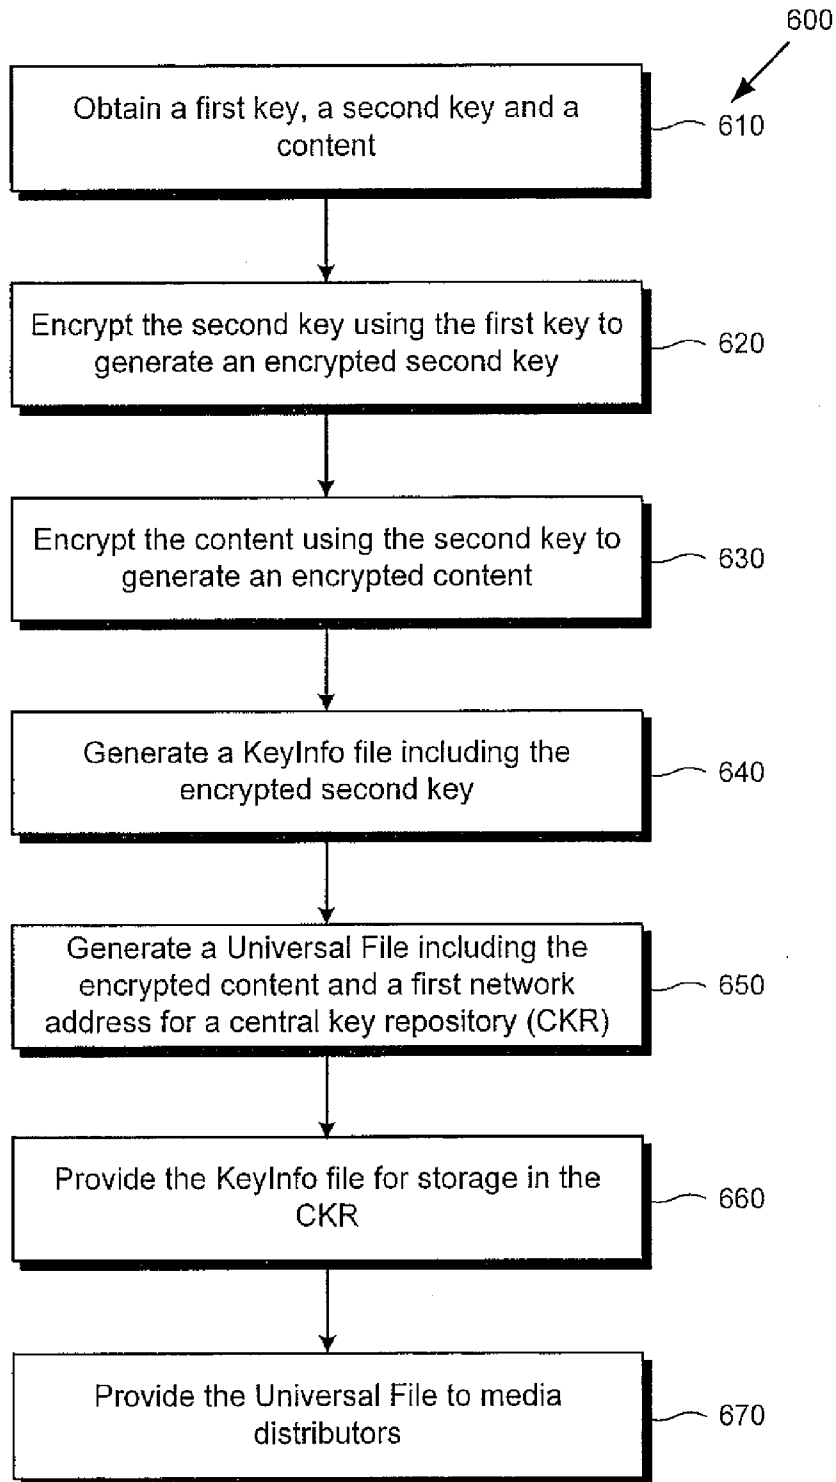 600
Obtain a first key, a second key and a
content
610
Encrypt the second key using the first key to
generate an encrypted second key
620
Encrypt the content using the second key to
generate an encrypted content
630
Generate a KeyInfo file including the
encrypted second key
640
Generate a Universal File including the
encrypted content and a first network
address for a central key repository (CKR)
650
Provide the KeyInfo file for storage in the
CKR
660
Provide the Universal File to media
distributors
670